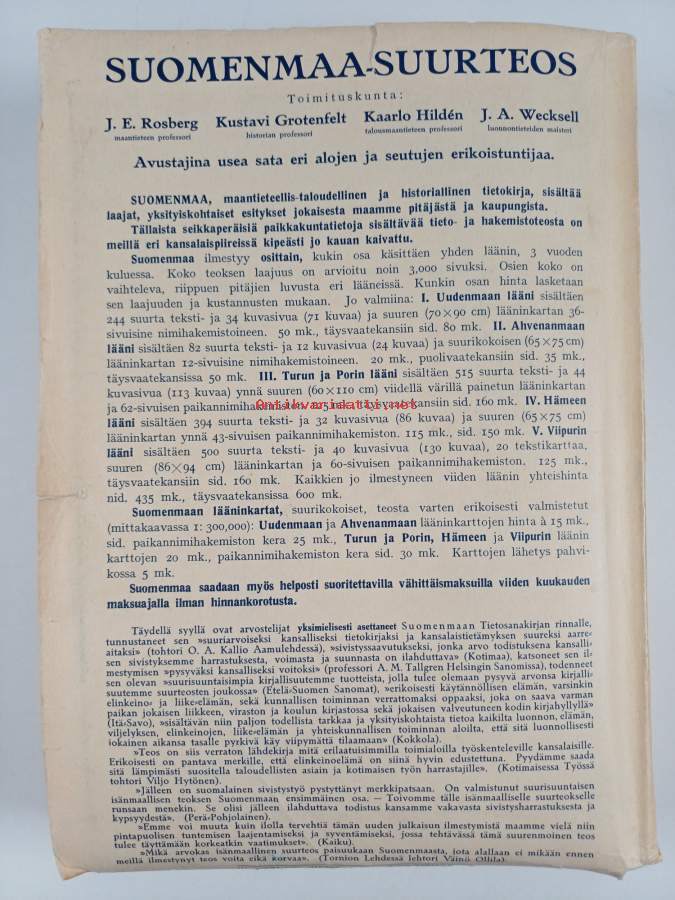 SUOMENMAA-SUURTEOS
Toimituskunta:
J. E. Rosberg Kustavi Grotenfelt Kaarlo Hildén J. A. Wecksell
maantieteen professori historian professori talousmaantieteen professori luonnontieteiden maisteri
Avustajina usea sata eri alojen ja seutujen erikoistuntijaa.
SUOMENMAA, maantieteellis-taloudellinen ja historiallinen tietokirja, sisältää
laajat, yksityiskohtaiset esitykset jokaisesta maamme pitäjästä ja kaupungista.
Tällaista seikkaperäisiä paikkakuntatietoja sisältävää tieto- ja hakemistoteosta on
meillä eri kansalaispiireissä kipeästi jo kauan kaivattu.
Suomenmaa ilmestyy osittain, kukin osa käsittäen yhden läänin, 3 vuoden
kuluessa. Koko teoksen laajuus on arvioitu noin 3,000 sivuksi. Osien koko on
vaihteleva, riippuen pitäjien luvusta eri lääneissä. Kunkin osan hinta lasketaan
sen laajuuden ja kustannusten mukaan. Jo valmiina: I. Uudenmaan lääni sisältäen
244 suurta teksti- ja 34 kuvasivua (71 kuvaa) ja suuren (70×90 cm) lääninkartan 36-
sivuisine nimihakemistoineen. 50 mk., täysvaatekansiin sid. 80 mk. II. Ahvenanmaan
lääni sisältäen 82 suurta teksti- ja 12 kuvasivua (24 kuvaa) ja suurikokoisen (65×75 cm)
lääninkartan 12-sivuisine nimihakemistoineen. 20 mk., puolivaatekansiin sid. 35 mk.,
täysvaatekansissa 50 mk. III. Turun ja Porin lääni sisältäen 515 suurta teksti- ja 44
kuvasivua (113 kuvaa) ynnä suuren (60×110 cm) viidellä värillä painetun lääninkartan
ja 62-sivuisen paikannimihakemiston. 125 mk., täysvaatekansiin sid. 160 mk. IV. Hämeen
Antikvariaatti.net
lääni sisältäen 394 suurta teksti- ja 32 kuvasivua (86 kuvaa) ja suuren (65×75 cm)
lääninkartan ynnä 43-sivuisen paikannimihakemiston. 115 mk., sid. 150 mk. V. Viipurin
lääni sisältäen 500 suurta teksti- ja 40 kuvasivua (130 kuvaa), 20 tekstikarttaa,
suuren (86×94 cm) lääninkartan ja 60-sivuisen paikannimihakemiston. 125 mk.,
täysvaatekansiin sid. 160 mk. Kaikkien jo ilmestyneen viiden läänin yhteishinta
nid. 435 mk., täysvaatekansissa 600 mk.
Suomenmaan lääninkartat, suurikokoiset, teosta varten erikoisesti valmistetut
(mittakaavassa 1: 300,000): Uudenmaan ja Ahvenanmaan lääninkarttojen hinta à 15 mk.,
sid. paikannimihakemiston kera 25 mk., Turun ja Porin, Hämeen ja Viipurin läänin
karttojen 20 mk., paikannimihakemiston kera sid. 30 mk. Karttojen lähetys pahvi-
kossa 5 mk.
Suomenmaa saadaan myös helposti suoritettavilla vähittäismaksuilla viiden kuukauden
maksuajalla ilman hinnankorotusta.
Täydellä syyllä ovat arvostelijat yksimielisesti asettaneet Suomenmaan Tietosanakirjan rinnalle,
tunnustaneet sen »suuriarvoiseksi kansalliseksi tietokirjaksi ja kansalaistietämyksen suureksi aarre-
aitaksi» (tohtori O. A. Kallio Aamulehdessä), »sivistyssaavutukseksi, jonka arvo todistuksena kansalli-
sen sivistyksemme harrastuksesta, voimasta ja suunnasta on ilahduttava» (Kotimaa), katsoneet sen il-
mestymisen »pysyväksi kansalliseksi voitoksi» (professori A. M. Tallgren Helsingin Sanomissa), todenneet
sen olevan »suurisuuntaisimpia kirjallisuutemme tuotteista, jolla tulee olemaan pysyvä arvonsa kirjalli-
suutemme suurteosten joukossa» (Etelä-Suomen Sanomat), »erikoisesti käytännöllisen elämän, varsinkin
elinkeino- ja liike-elämän, sekä kunnallisen toiminnan verrattomaksi oppaaksi, joka on saava varman
paikan jokaisen liikkeen, viraston ja koulun kirjastossa sekä jokaisen valveutuneen kodin kirjahyllyllä»
(Itä-Savo), »sisältävän niin paljon todellista tarkkaa ja yksityiskohtaista tietoa kaikilta luonnon, elämän,
viljelyksen, elinkeinojen, liike-elämän ja yhteiskunnallisen toiminnan aloilta, että sitä luonnollisesti
jokainen aikansa tasalle pyrkivä käy viipymättä tilaamaan» (Kokkola).
»Teos on siis verraton lähdekirja mitä erilaatuisimmilla toimialoilla työskenteleville kansalaisille.
Erikoisesti on pantava merkille, että elinkeinoelämä on siinä hyvin edustettuna. Pyydämme saada
sitä lämpimästi suositella taloudellisten asiain ja kotimaisen työn harrastajille». (Kotimaisessa Työssä
tohtori Viljo Hytönen).
»Jälleen on suomalainen sivistystyö pystyttänyt merkkipatsaan. On valmistunut suurisuuntaisen
isänmaallisen teoksen Suomenmaan ensimmäinen osa. — Toivomme tälle isänmaalliselle suurteokselle
runsaan menekin. Se olisi jälleen ilahduttava todistus kansamme vakavasta sivistysharrastuksesta ja
kypsyydestä». (Perä-Pohjolainen).
»Emme voi muuta kuin ilolla tervehtiä tämän uuden julkaisun ilmestymistä maamme vielä niin
pintapuolisen tuntemisen laajentamiseksi ja syventämiseksi, jossa tehtävässä tämä suurenmoinen teos
tulee täyttämään korkeatkin vaatimukset». (Kaiku).
»Mikä arvokas isänmaallinen suurteos paisuukaan Suomenmaasta, jota alallaan ei mikään ennen
meillä ilmestynyt teos voita eikä korvaa». (Tornion Lehdessä lehtori Väinö Ollila).